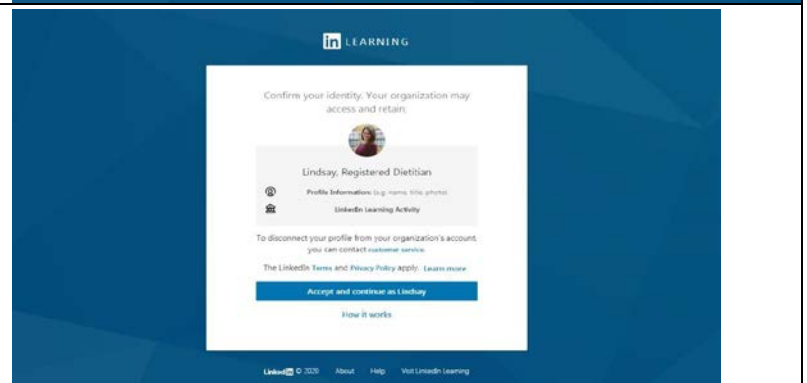 in LEARNING
Confirm your identity. Your organization may
access and retain:
Lindsay, Registered Dietitian
Profile Information (e.g. name, title, photo)
LinkedIn Learning Activity
To disconnect your profile from your organization's account
you can contact customer service.
The LinkedIn Terms and Privacy Policy apply. Learn more
Accept and continue as Lindsay
How it works
Linked in © 2020 About Help Visit LinkedIn Learning